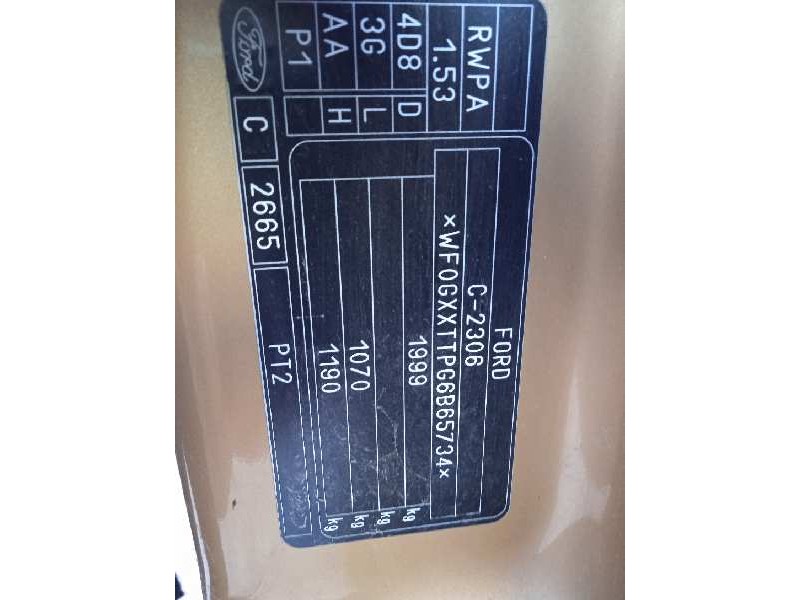 FORD
C-2306
×WF0GXXTTPG6B65734×
1999 kg
kg
1070 kg
1190 kg
RWPA
1.53
4D8 D
3G L
AA H
P1
Ford
C 2665 PT2